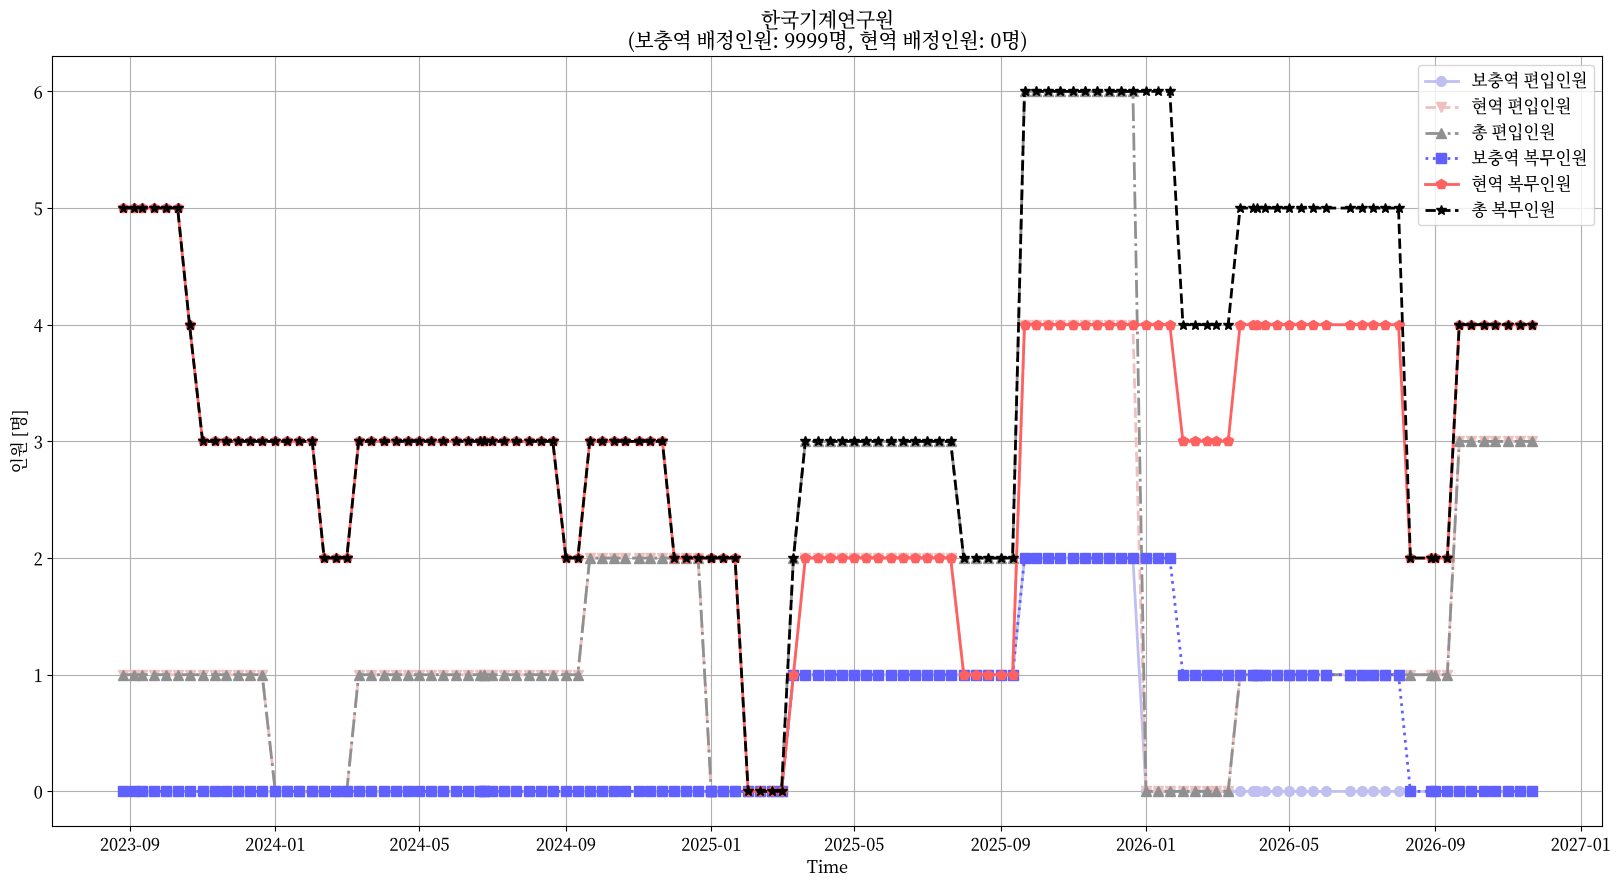 한국기계연구원
(보충역 배정인원: 9999명, 현역 배정인원: 0명)
보충역 편입인원
현역 편입인원
총 편입인원
보충역 복무인원
현역 복무인원
총 복무인원
인원 [명]
6
5
4
3
2
1
0
2023-09 2024-01 2024-05 2024-09 2025-01 2025-05 2025-09 2026-01 2026-05 2026-09 2027-01
Time